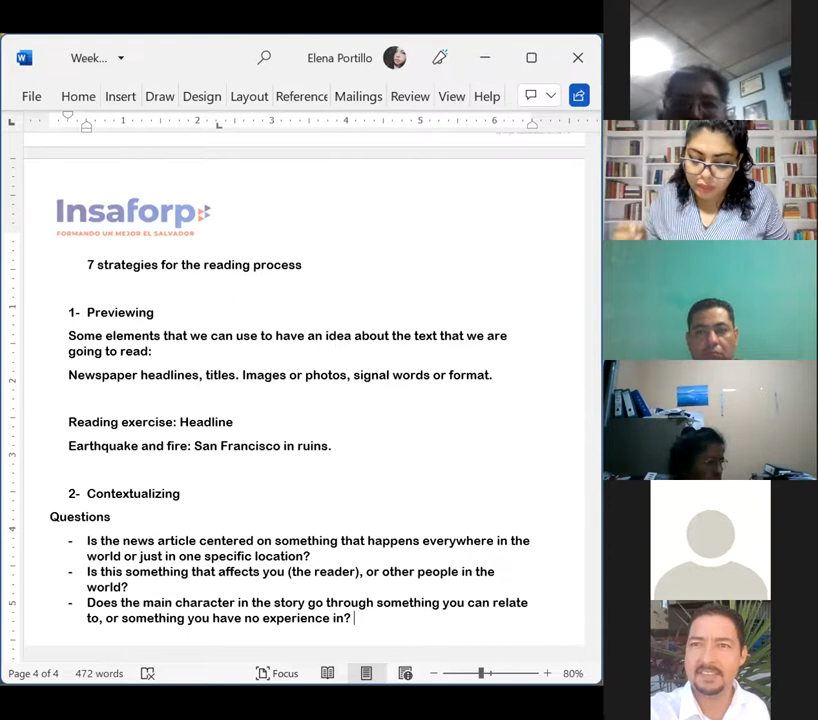 Week...
Elena Portillo
File Home Insert Draw Design Layout Reference Mailings Review View Help
1 2 3 4 5 6
Insaforp
FORMANDO UN MEJOR EL SALVADOR
7 strategies for the reading process
1- Previewing
Some elements that we can use to have an idea about the text that we are
going to read:
Newspaper headlines, titles. Images or photos, signal words or format.
Reading exercise: Headline
Earthquake and fire: San Francisco in ruins.
2- Contextualizing
Questions
- Is the news article centered on something that happens everywhere in the
world or just in one specific location?
- Is this something that affects you (the reader), or other people in the
world?
- Does the main character in the story go through something you can relate
to, or something you have no experience in?
Page 4 of 4 472 words Focus 80%